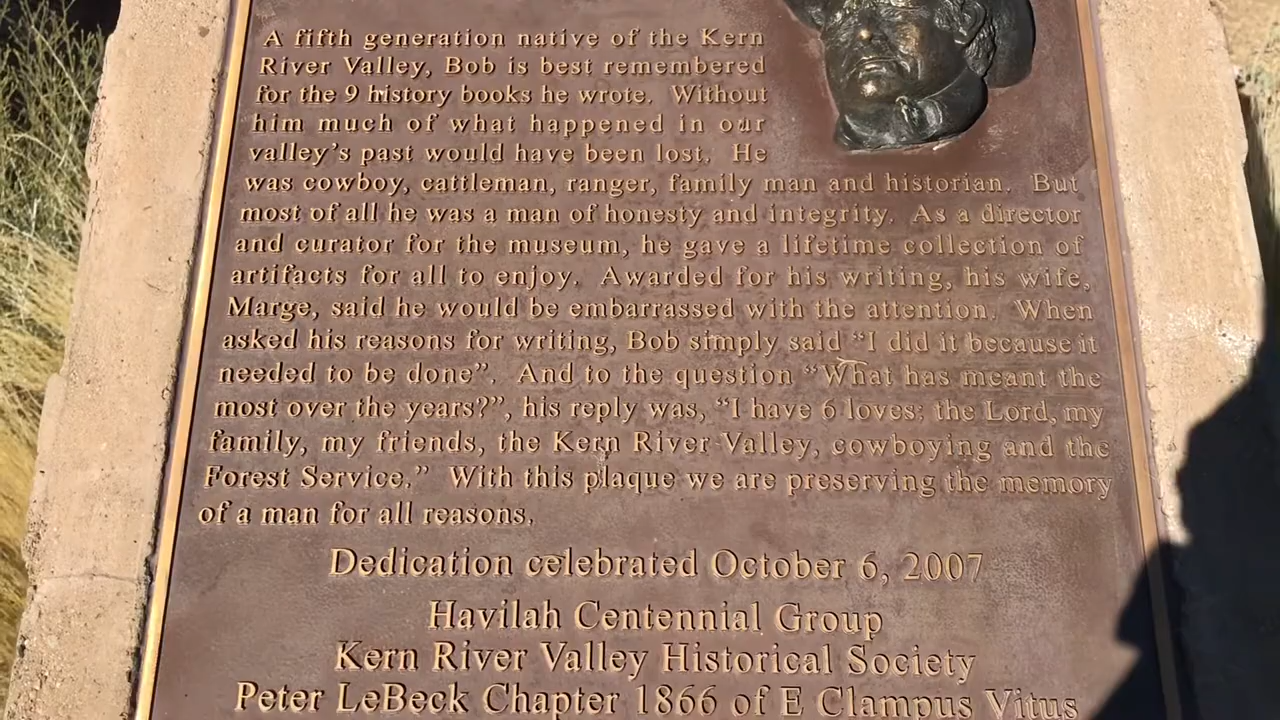 A fifth generation native of the Kern
River Valley, Bob is best remembered
for the 9 history books he wrote. Without
him much of what happened in our
valley's past would have been lost. He
was cowboy, cattleman, ranger, family man and historian. But
most of all he was a man of honesty and integrity. As a director
and curator for the museum, he gave a lifetime collection of
artifacts for all to enjoy. Awarded for his writing, his wife,
Marge, said he would be embarrassed with the attention. When
asked his reasons for writing, Bob simply said "I did it because it
needed to be done". And to the question "What has meant the
most over the years?", his reply was, "I have 6 loves; the Lord, my
family, my friends, the Kern River Valley, cowboying and the
Forest Service." With this plaque we are preserving the memory
of a man for all reasons.
Dedication celebrated October 6, 2007
Havilah Centennial Group
Kern River Valley Historical Society
Peter LeBeck Chapter 1866 of E Clampus Vitus